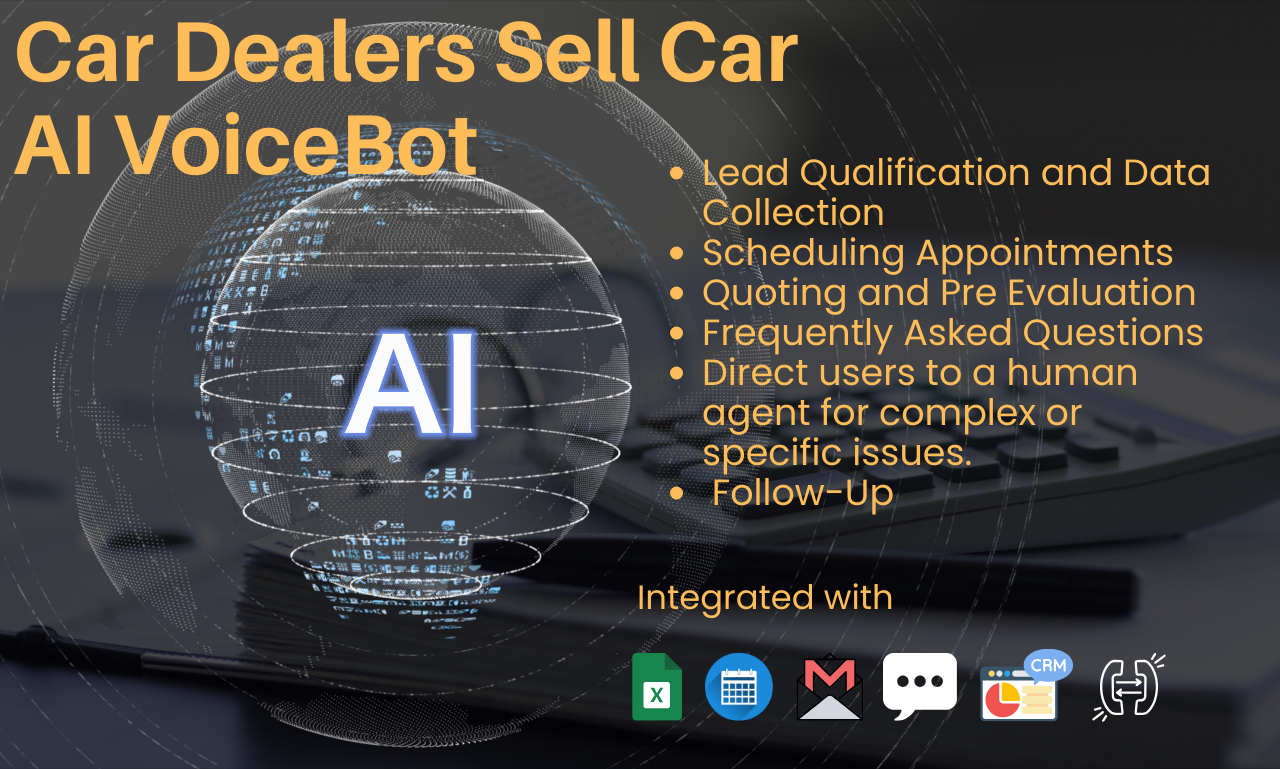 Car Dealers Sell Car
AI VoiceBot
AI
• Lead Qualification and Data
Collection
• Scheduling Appointments
• Quoting and Pre Evaluation
• Frequently Asked Questions
• Direct users to a human
agent for complex or
specific issues.
• Follow-Up
Integrated with
X
CRM